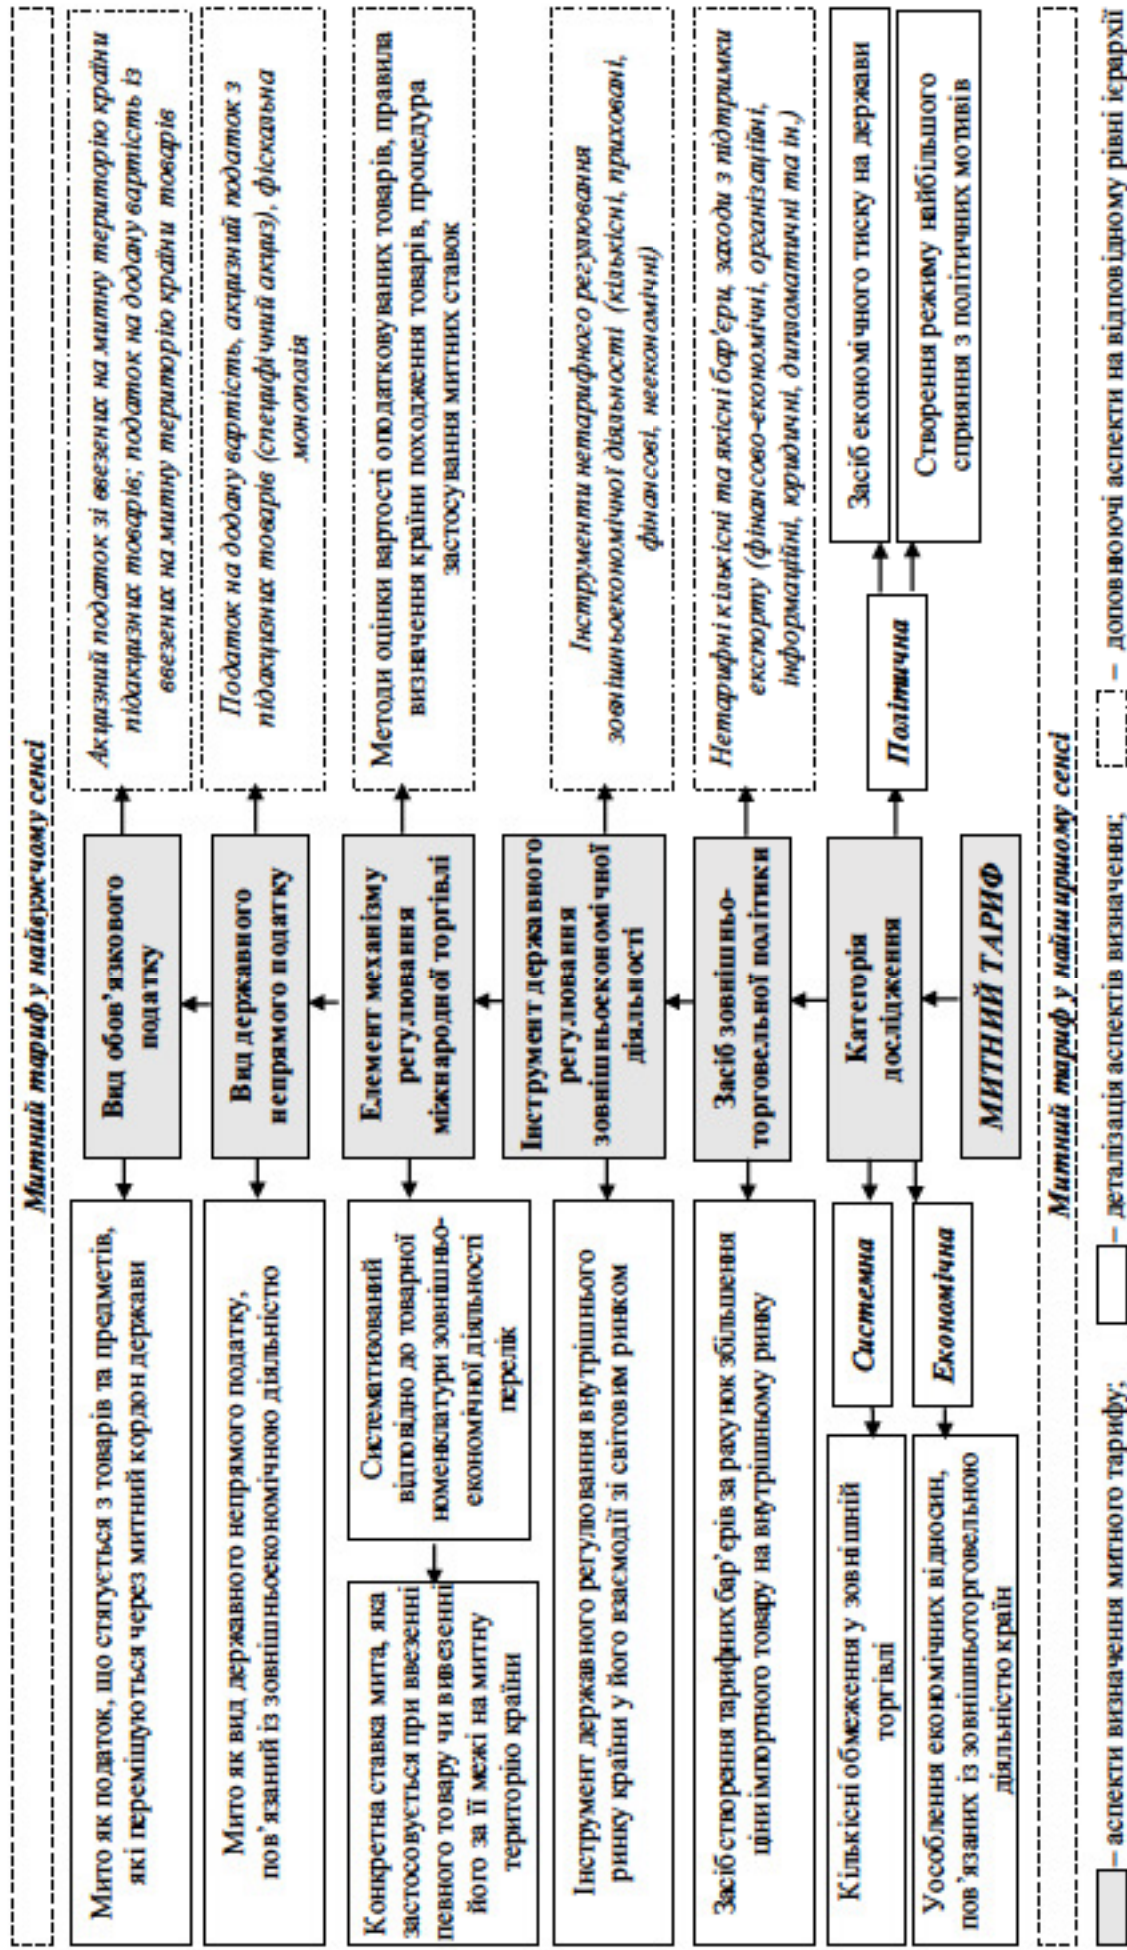 Митний тариф у найвужчому сенсі
Мито як податок, що стягується з товарів та предметів,
які переміщуються через митний кордон держави
Вид обов’язкового
податку
Акцизний податок зі ввезених на митну територію країни
підакцизних товарів; податок на додану вартість із
ввезених на митну територію країни товарів
Мито як вид державного непрямого податку,
пов’язаний із зовнішньоекономічною діяльністю
Вид державного
непрямого податку
Податок на додану вартість, акцизний податок з
підакцизних товарів (специфічний акциз), фіскальна
монополія
Конкретна ставка мита, яка
застосовується при ввезенні
певного товару чи вивезенні
його за її межі на митну
територію країни
Систематизований
відповідно до товарної
номенклатури зовнішньо-
економічної діяльності
перелік
Елемент механізму
регулювання
міжнародної торгівлі
Методи оцінки вартості оподатковуваних товарів, правила
визначення країни походження товарів, процедура
застосування митних ставок
Інструмент державного регулювання внутрішнього
ринку країни у його взаємодії зі світовим ринком
Інструмент державного
регулювання
зовнішньоекономічної
діяльності
Інструменти нетарифного регулювання
зовнішньоекономічної діяльності (кількісні, приховані,
фінансові, неекономічні)
Засіб створення тарифних бар’єрів за рахунок збільшення
ціни імпортного товару на внутрішньому ринку
Засіб зовнішньо-
торговельної політики
Нетарифні кількісні та якісні бар’єри, заходи з підтримки
експорту (фінансово-економічні, організаційні,
інформаційні, юридичні, дипломатичні та ін.)
Кількісні обмеження у зовнішній
торгівлі
Системна
Уособлення економічних відносин,
пов’язаних із зовнішньоторговельною
діяльністю країн
Економічна
Категорія
дослідження
Політична
Засіб економічного тиску на держави
Створення режиму найбільшого
сприяння з політичних мотивів
МИТНИЙ ТАРИФ
Митний тариф у найширшому сенсі
– аспекти визначення митного тарифу;
– деталізація аспектів визначення;
– доповнюючі аспекти на відповідному рівні ієрархії